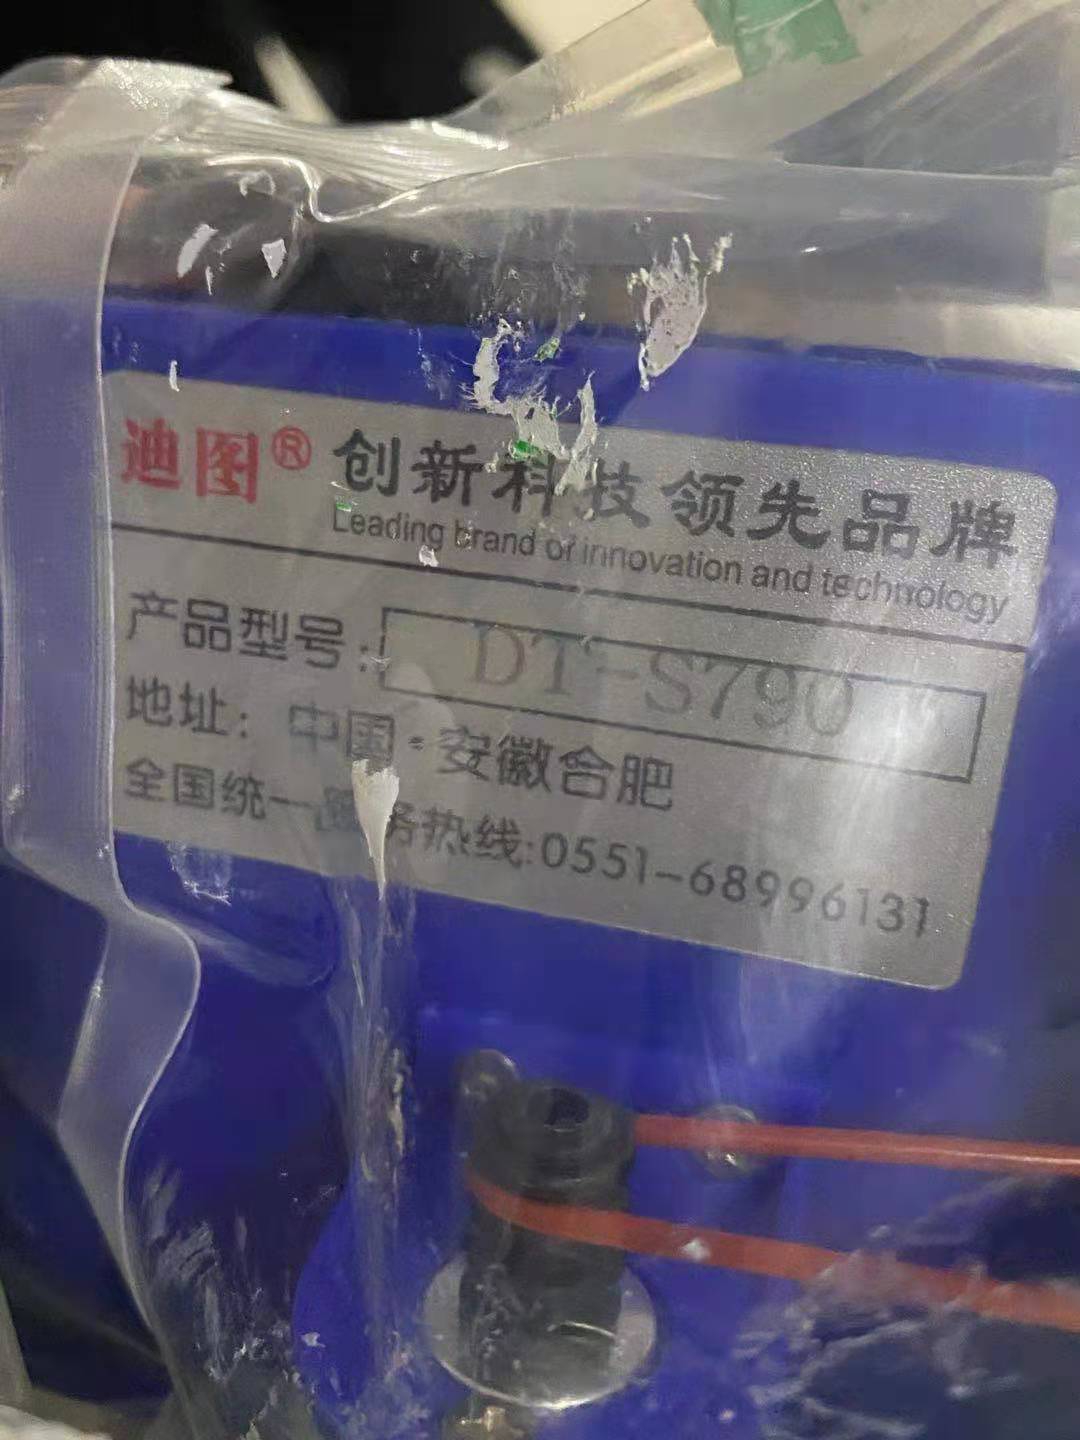 迪图® 创新科技领先品牌
Leading brand of innovation and technology
产品型号: DT-S790
地址: 中国·安徽合肥
全国统一服务热线:0551-68996131